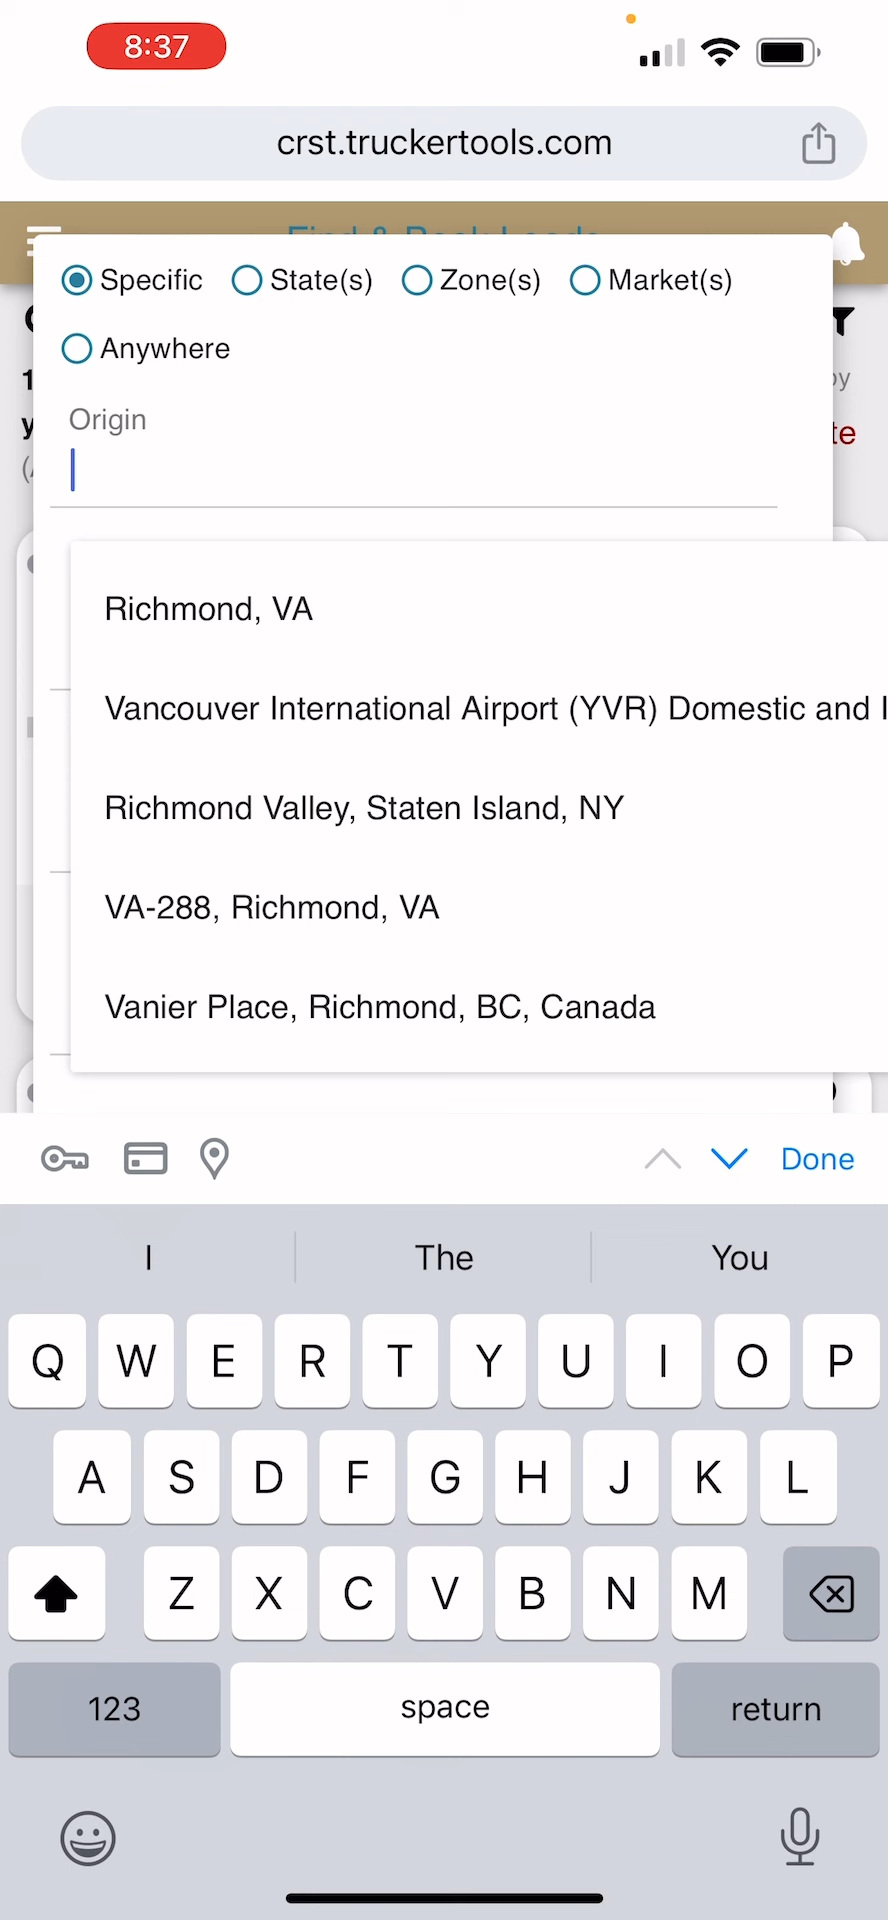 8:37
crst.truckertools.com
Specific State(s) Zone(s) Market(s)
Anywhere
by
Origin
te
Richmond, VA
Vancouver International Airport (YVR) Domestic and I
Richmond Valley, Staten Island, NY
VA-288, Richmond, VA
Vanier Place, Richmond, BC, Canada
Done
I The You
Q W E R T Y U I O P
A S D F G H J K L
Z X C V B N M
123 space return